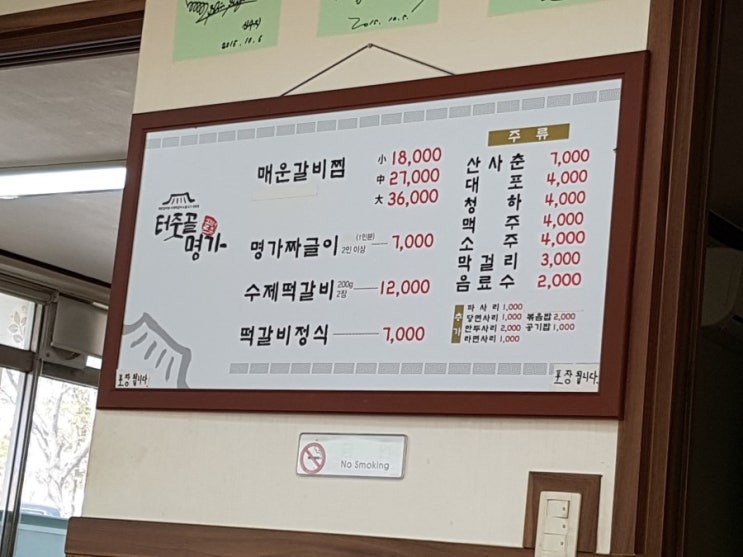 2015.10.5
2015.10.5.
주류
매운갈비찜
小 18,000
中 27,000
大 36,000
터줏골
명가
명가짜글이 (1인분) 2인 이상 7,000
수제떡갈비 200g 2장 12,000
떡갈비정식 7,000
산사춘 7,000
대포 4,000
청하 4,000
맥주 4,000
소주 4,000
막걸리 3,000
음료수 2,000
추가
파사리 1,000
당면사리 1,000 볶음밥 2,000
만두사리 2,000 공기밥 1,000
라면사리 1,000
포장됩니다.
포장됩니다.
No Smoking